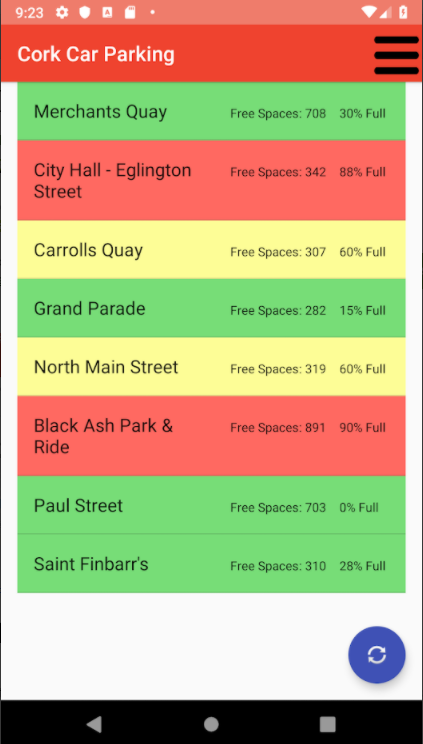 9:23
Cork Car Parking
Merchants Quay Free Spaces: 708 30% Full
City Hall - Eglington Free Spaces: 342 88% Full
Street
Carrolls Quay Free Spaces: 307 60% Full
Grand Parade Free Spaces: 282 15% Full
North Main Street Free Spaces: 319 60% Full
Black Ash Park & Free Spaces: 891 90% Full
Ride
Paul Street Free Spaces: 703 0% Full
Saint Finbarr's Free Spaces: 310 28% Full